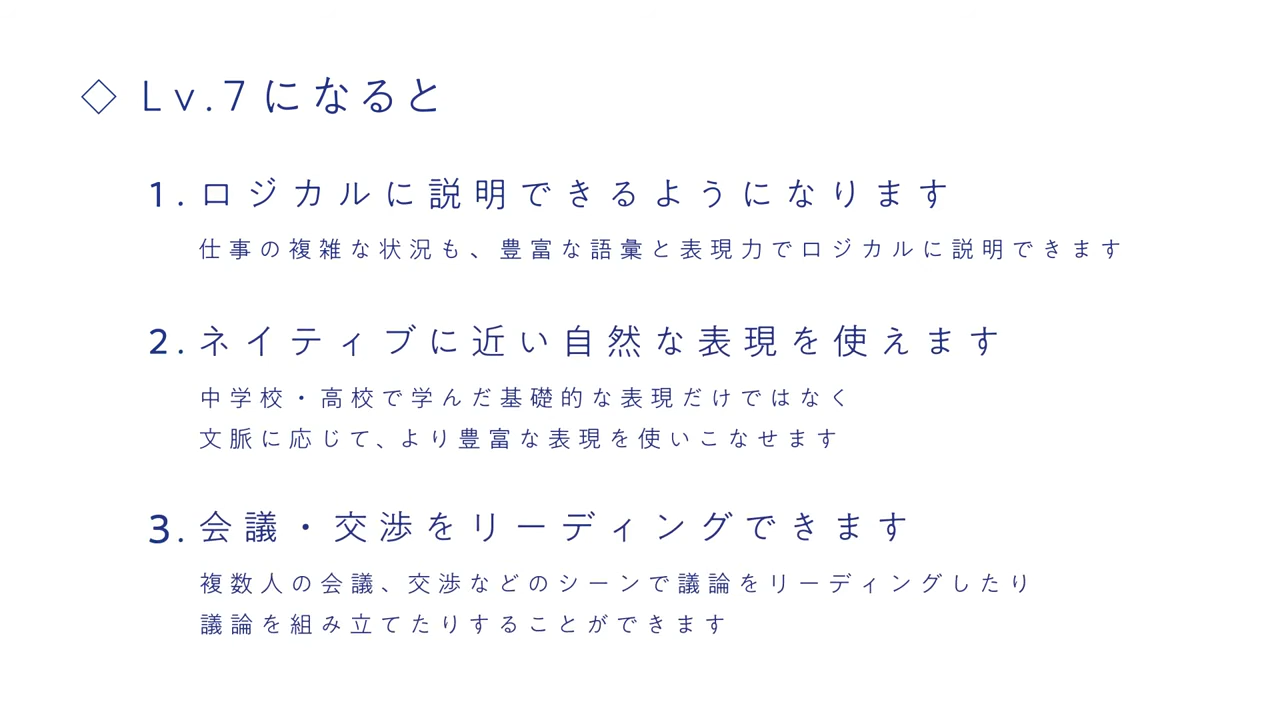 ◇ Lv.7になると
1. ロジカルに説明できるようになります
仕事の複雑な状況も、豊富な語彙と表現力でロジカルに説明できます
2. ネイティブに近い自然な表現を使えます
中学校・高校で学んだ基礎的な表現だけではなく
文脈に応じて、より豊富な表現を使いこなせます
3. 会議・交渉をリーディングできます
複数人の会議、交渉などのシーンで議論をリーディングしたり
議論を組み立てたりすることができます